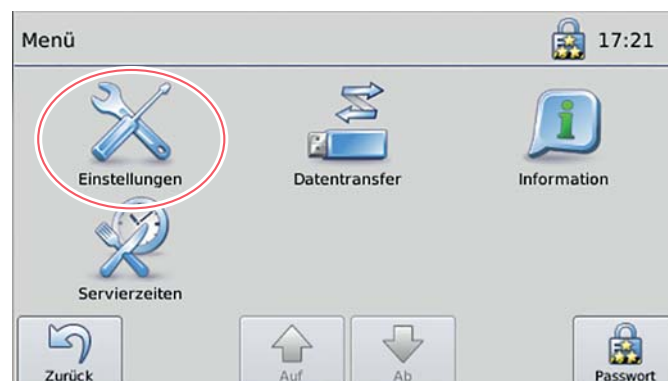 Menü 17:21
Einstellungen Datentransfer Information
Servierzeiten
Zurück Auf Ab Passwort